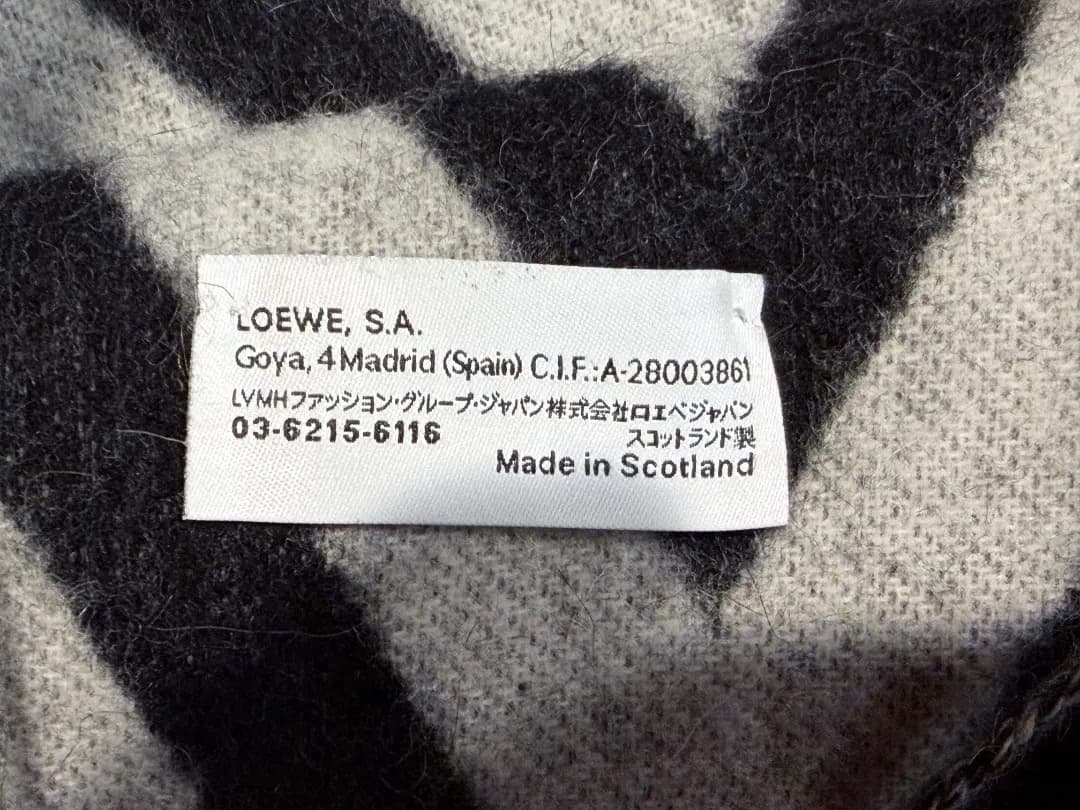 LOEWE, S.A.
Goya, 4 Madrid (Spain) C.I.F.:A-28003861
LVMHファッション・グループ・ジャパン株式会社ロエベジャパン
03-6215-6116 スコットランド製
Made in Scotland